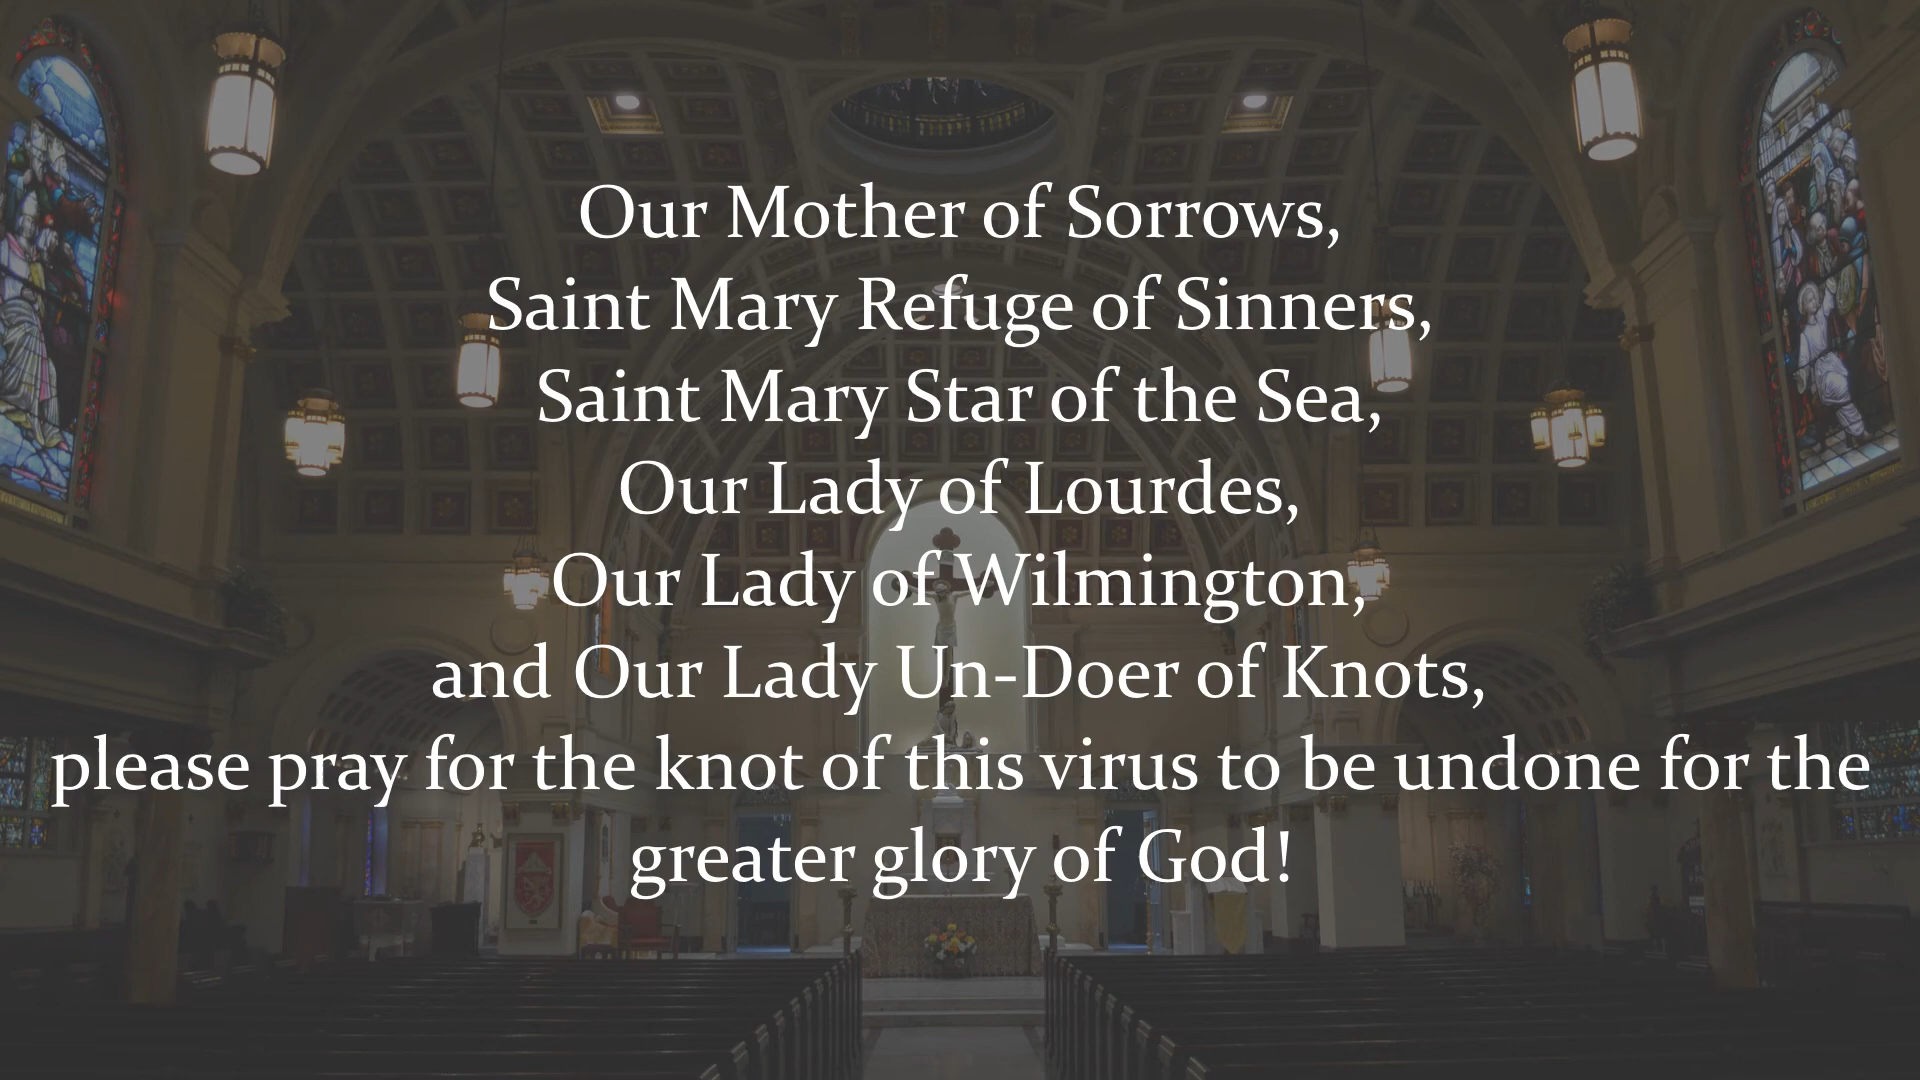 Our Mother of Sorrows,
Saint Mary Refuge of Sinners,
Saint Mary Star of the Sea,
Our Lady of Lourdes,
Our Lady of Wilmington,
and Our Lady Un-Doer of Knots,
please pray for the knot of this virus to be undone for the
greater glory of God!